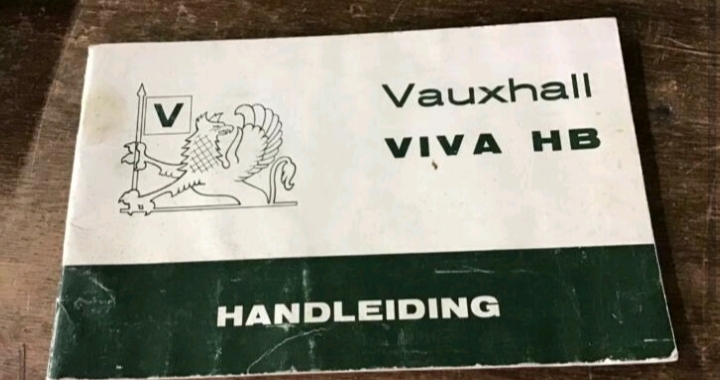 V
Vauxhall
VIVA HB
HANDLEIDING